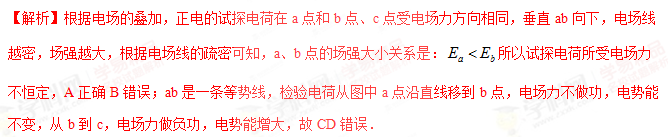 【解析】根据电场的叠加，正电的试探电荷在 a 点和 b 点、c 点受电场力方向相同，垂直 ab 向下，电场线
越密，场强越大，根据电场线的疏密可知，a、b 点的场强大小关系是：E_a < E_b 所以试探电荷所受电场力
不恒定，A 正确 B 错误；ab 是一条等势线，检验电荷从图中 a 点沿直线移到 b 点，电场力不做功，电势能
不变，从 b 到 c，电场力做负功，电势能增大，故 CD 错误．